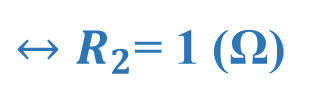 ↔ R₂= 1 (Ω)